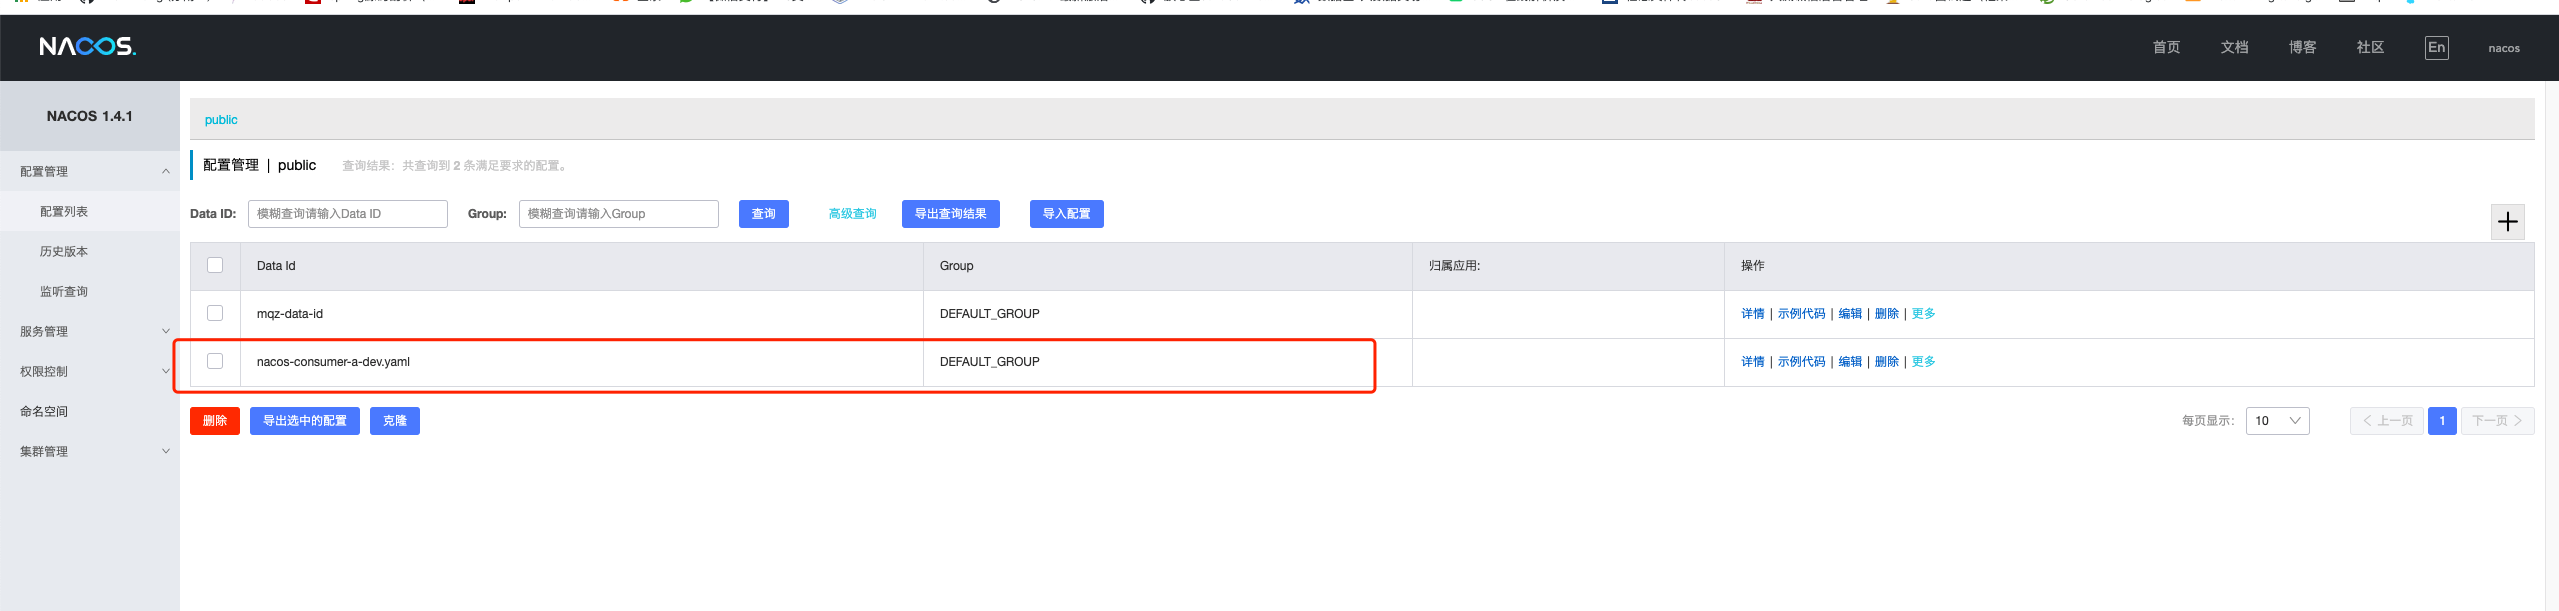 NACOS.
首页 文档 博客 社区 En nacos
NACOS 1.4.1
配置管理
配置列表
历史版本
监听查询
服务管理
权限控制
命名空间
集群管理
public
配置管理 | public 查询结果：共查询到 2 条满足要求的配置。
Data ID: 模糊查询请输入Data ID Group: 模糊查询请输入Group 查询 高级查询 导出查询结果 导入配置
Data Id Group 归属应用: 操作
mqz-data-id DEFAULT_GROUP 详情 | 示例代码 | 编辑 | 删除 | 更多
nacos-consumer-a-dev.yaml DEFAULT_GROUP 详情 | 示例代码 | 编辑 | 删除 | 更多
删除 导出选中的配置 克隆 每页显示: 10 上一页 1 下一页